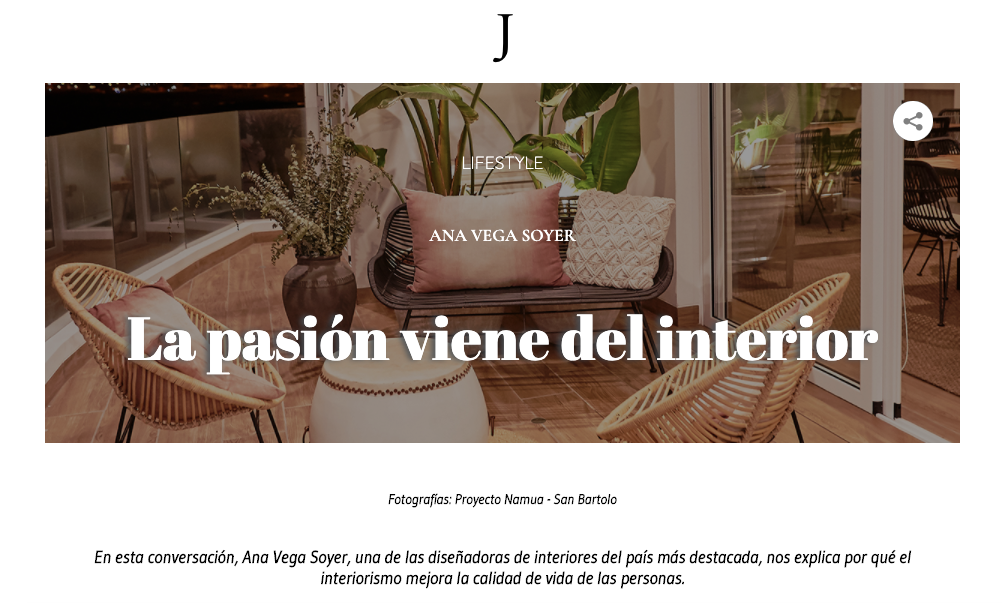 J
LIFESTYLE
ANA VEGA SOYER
La pasión viene del interior
Fotografías: Proyecto Namua - San Bartolo
En esta conversación, Ana Vega Soyer, una de las diseñadoras de interiores del país más destacada, nos explica por qué el
interiorismo mejora la calidad de vida de las personas.